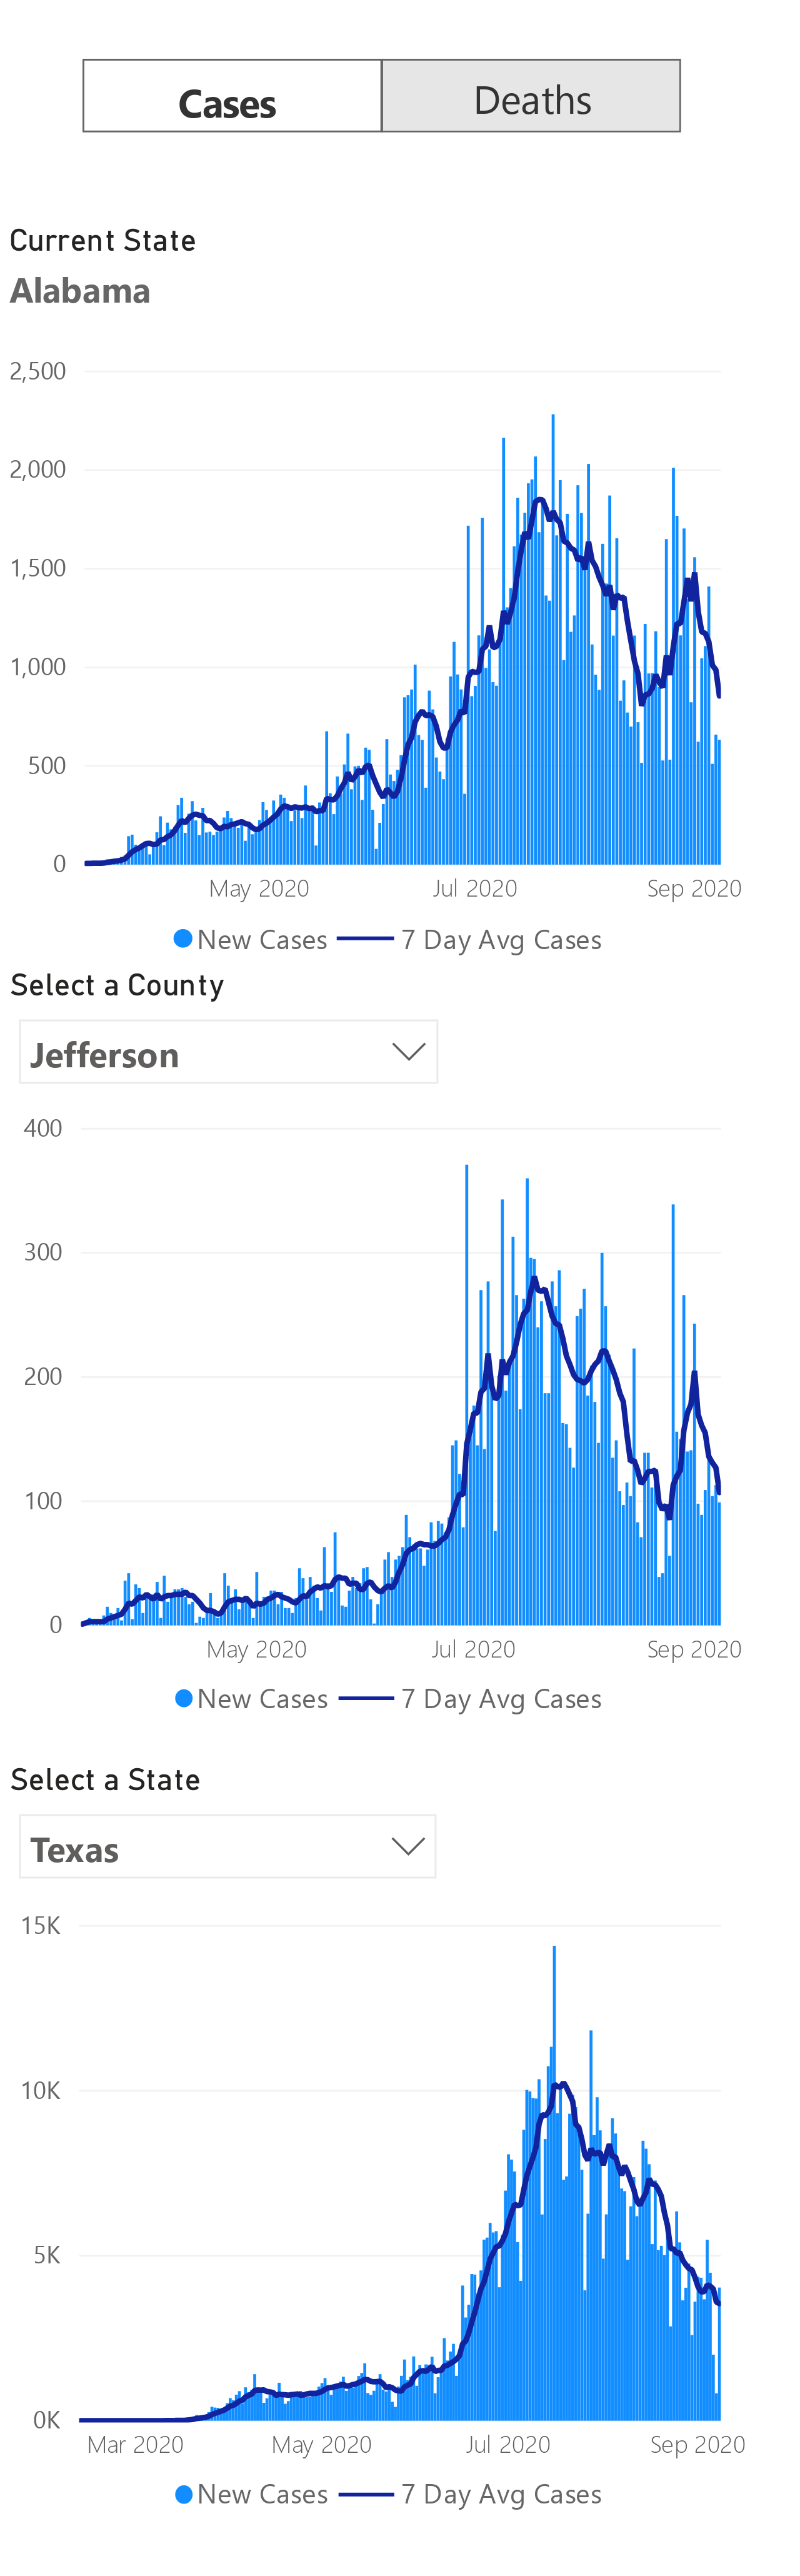 Cases Deaths
Current State
Alabama
2,500
2,000
1,500
1,000
500
0
May 2020 Jul 2020 Sep 2020
New Cases 7 Day Avg Cases
Select a County
Jefferson
400
300
200
100
0
May 2020 Jul 2020 Sep 2020
New Cases 7 Day Avg Cases
Select a State
Texas
15K
10K
5K
0K
Mar 2020 May 2020 Jul 2020 Sep 2020
New Cases 7 Day Avg Cases